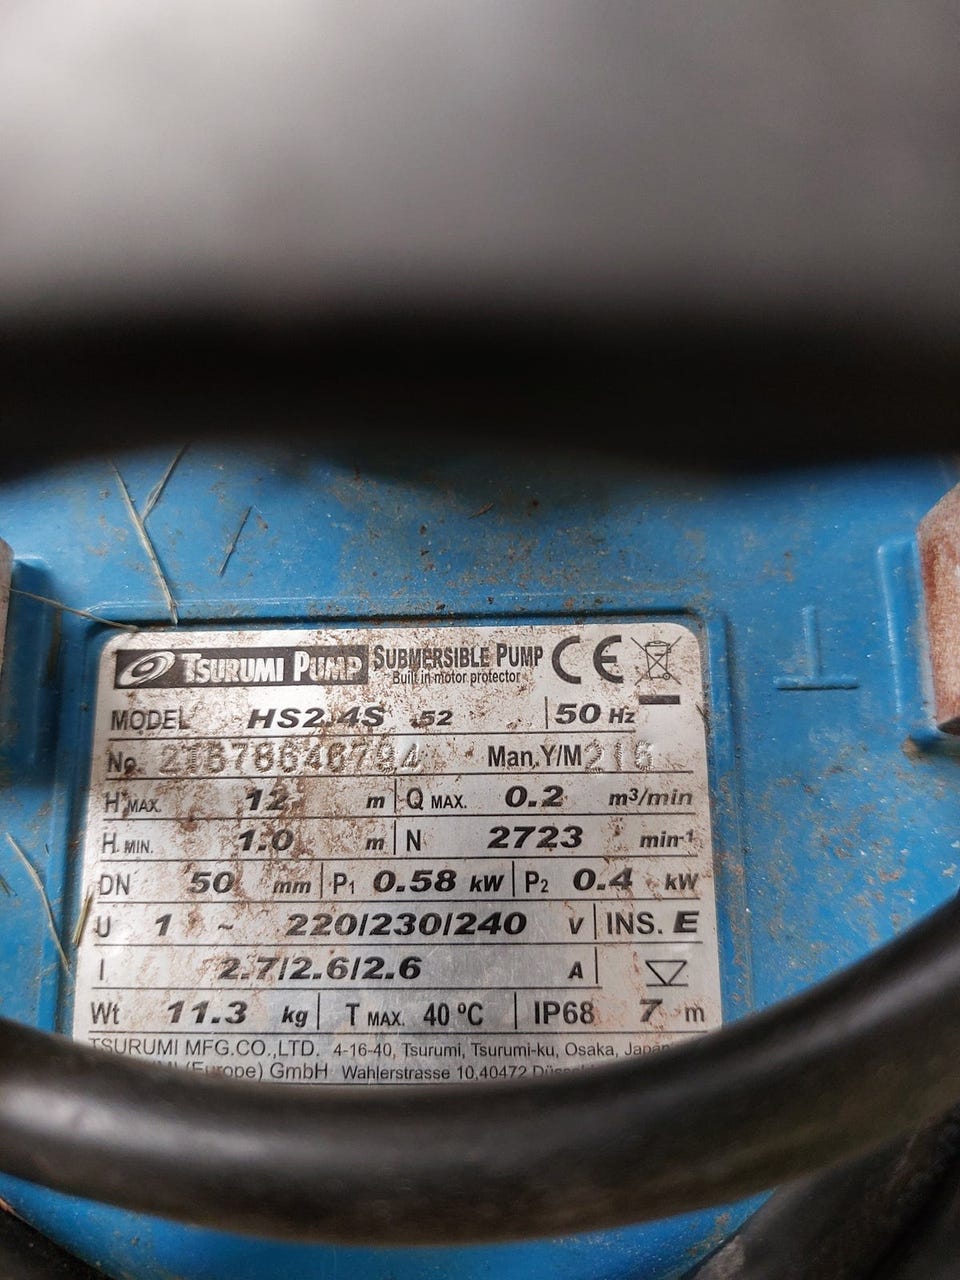 TSURUMI PUMP SUBMERSIBLE PUMP CE
Built in motor protector
MODEL HS2.4S .52 50 Hz
No. Man.Y/M 216
H MAX. 12 m Q MAX. 0.2 m³/min
H MIN. 1.0 m N 2723 min-1
DN 50 mm P1 0.58 kW P2 0.4 kW
U 1 ~ 220/230/240 V INS. E
I 2.7/2.6/2.6 A
Wt 11.3 kg T MAX. 40 ºC IP68 7 m
TSURUMI MFG.CO.,LTD. 4-16-40, Tsurumi, Tsurumi-ku, Osaka, Japan
(Europe) GmbH Wahlerstrasse 10,40472